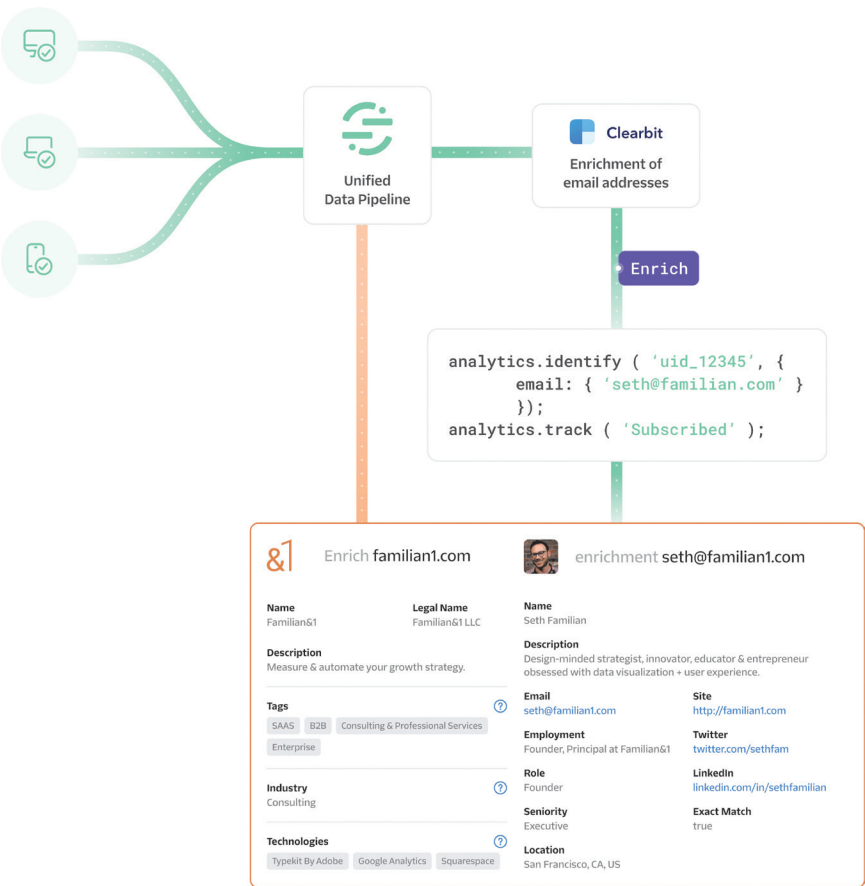 Unified
Data Pipeline
Clearbit
Enrichment of
email addresses
Enrich
analytics.identify ( ‘uid_12345’, {
email: { ‘seth@familian.com’ }
});
analytics.track ( ‘Subscribed’ );
&1
Enrich familian1.com
Name
Familian&1
Legal Name
Familian&1 LLC
Description
Measure & automate your growth strategy.
Tags
?
SAAS
B2B
Consulting & Professional Services
Enterprise
Industry
?
Consulting
Technologies
?
Typekit By Adobe
Google Analytics
Squarespace
enrichment seth@familian1.com
Name
Seth Familian
Description
Design-minded strategist, innovator, educator & entrepreneur
obsessed with data visualization + user experience.
Email
seth@familian1.com
Site
http://familian1.com
Employment
Founder, Principal at Familian&1
Twitter
twitter.com/sethfam
Role
Founder
LinkedIn
linkedin.com/in/sethfamilian
Seniority
Executive
Exact Match
true
Location
San Francisco, CA, US